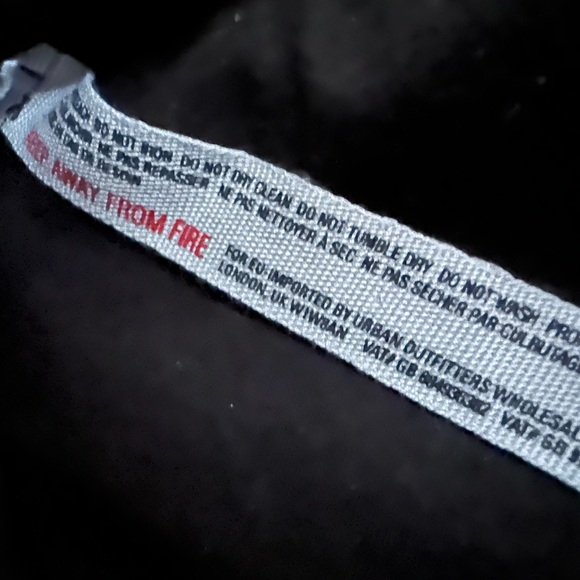 DO NOT IRON . DO NOT DRY CLEAN. DO NOT TUMBLE DRY . DO NOT WASH .
NE PAS REPASSER . NE PAS NETTOYER À SEC. NE PAS SÉCHER PAR CULBUTAGE
AWAY FROM FIRE
FOR EU: IMPORTED BY URBAN OUTFITTERS WHOLESALE
LONDON, UK W1W8AN VAT# GB VAT# GB